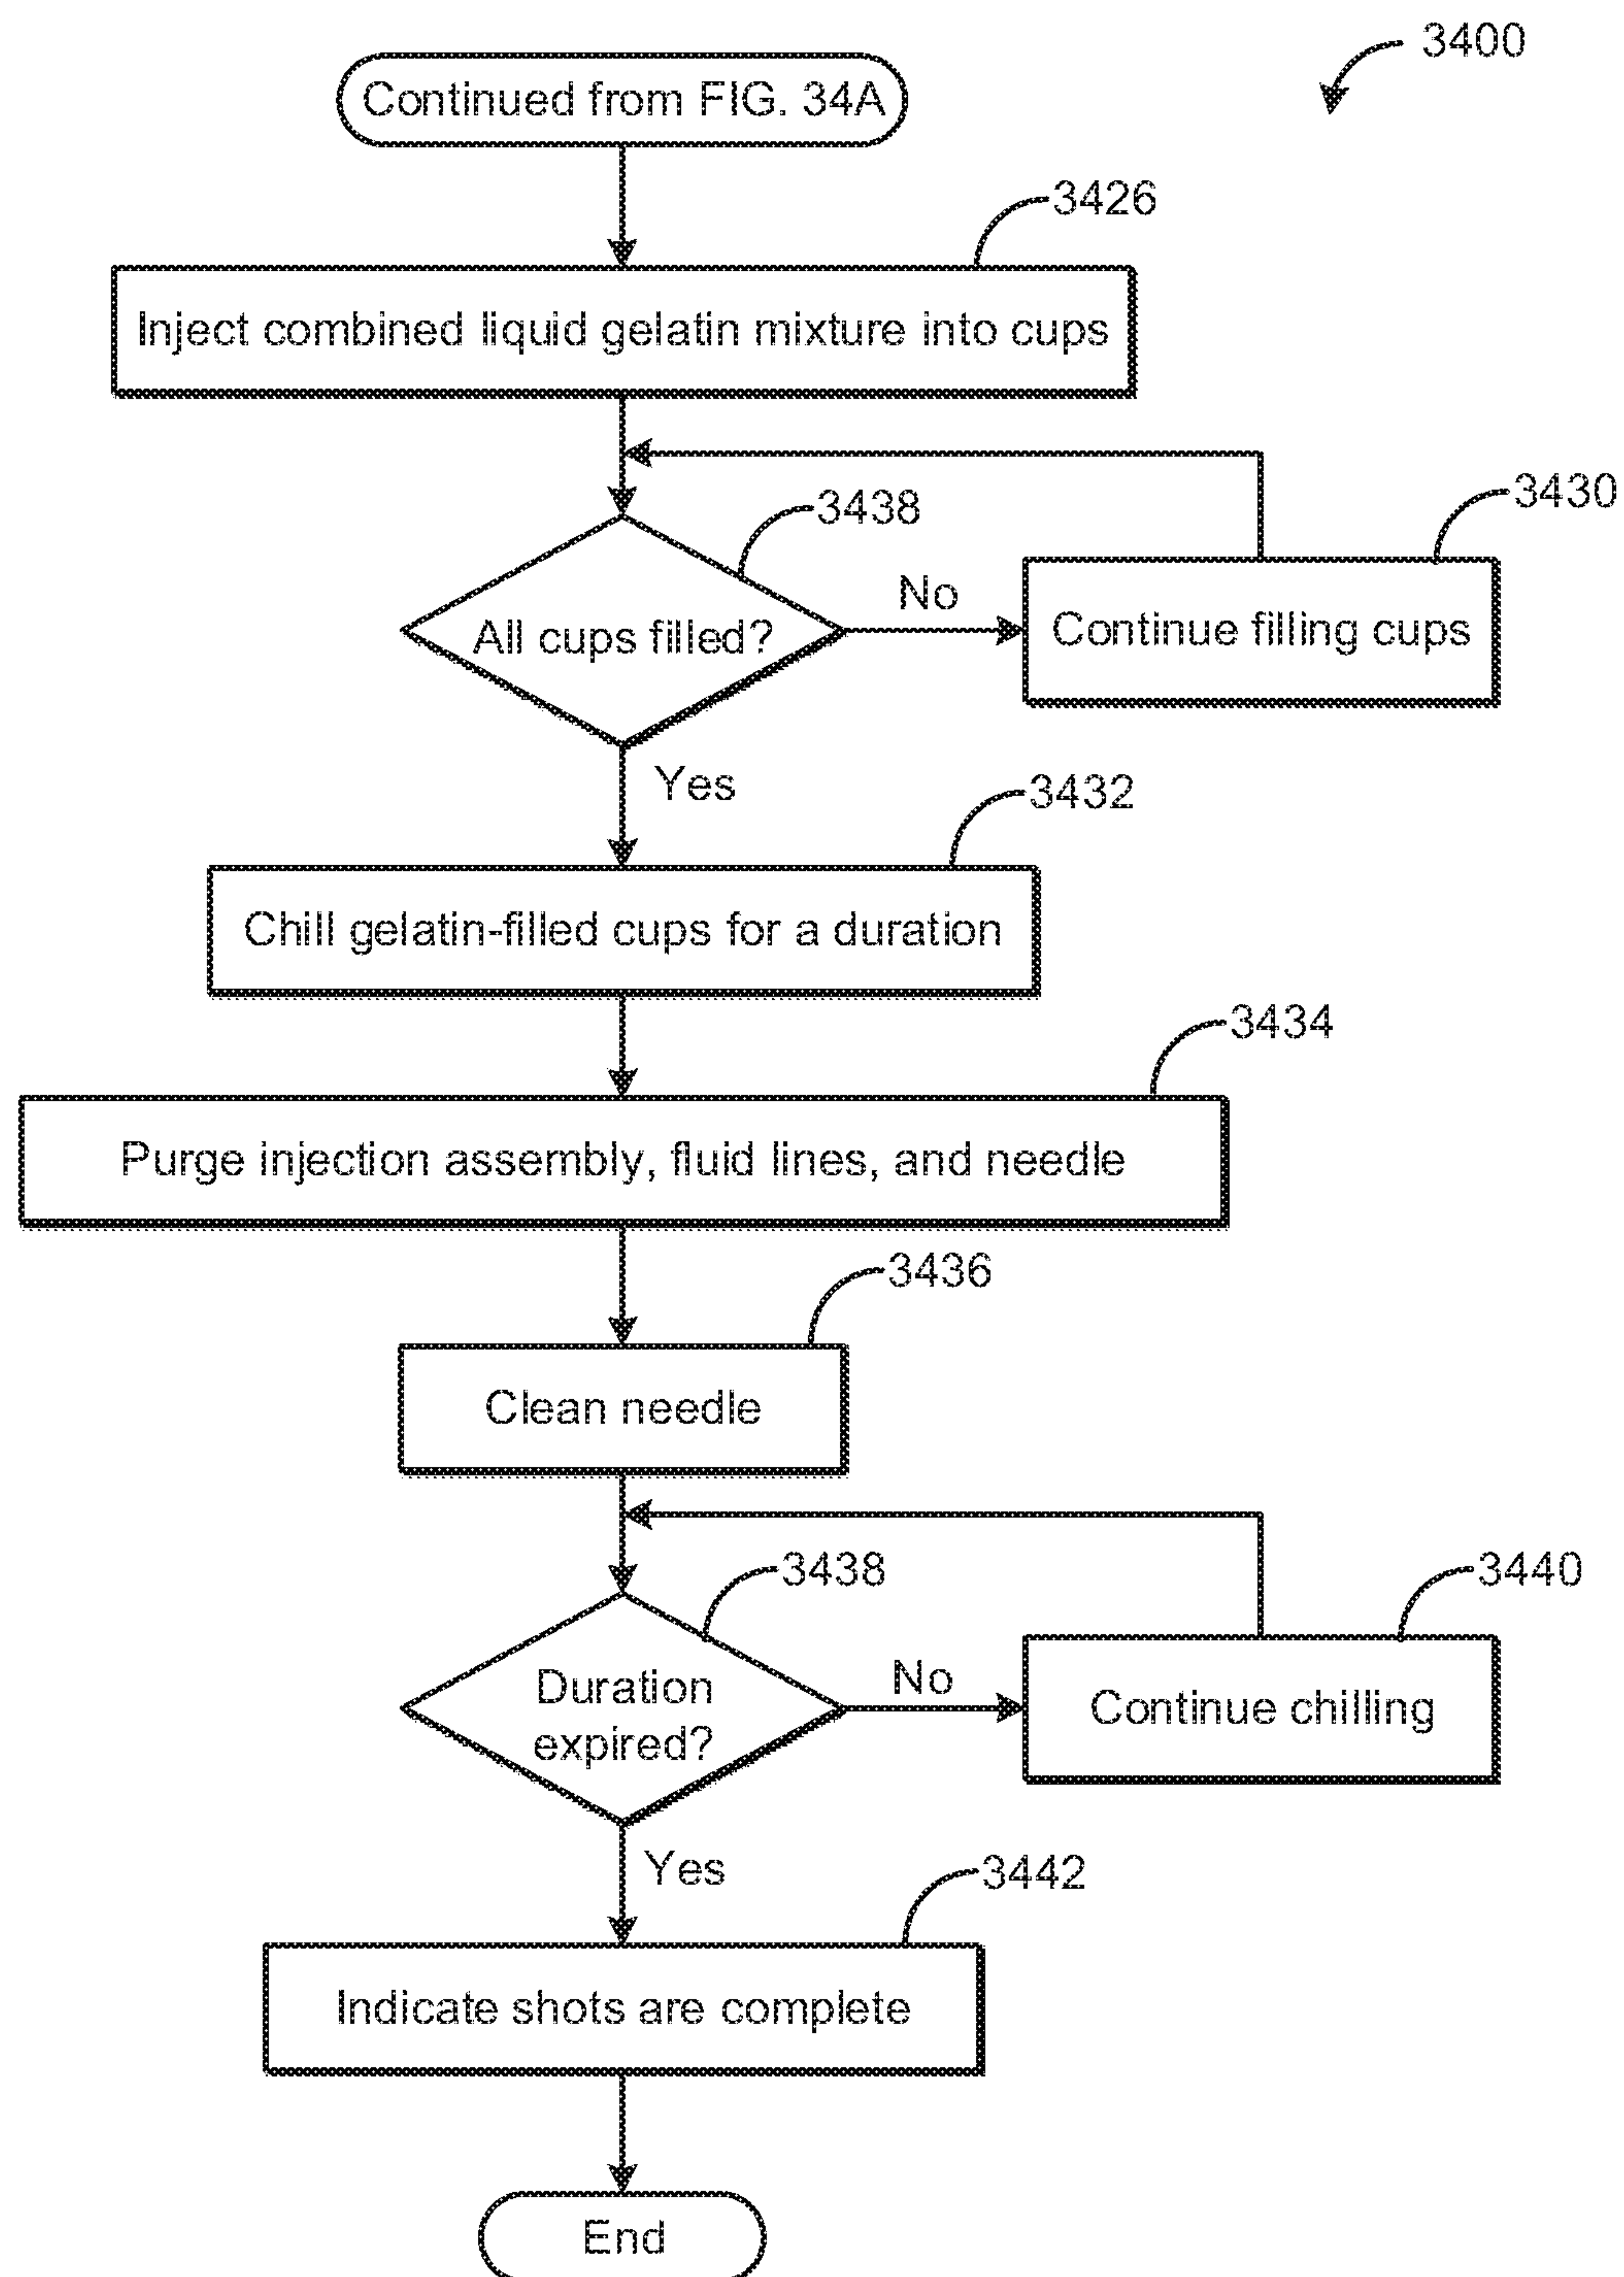 3400
Continued from FIG. 34A
3426
Inject combined liquid gelatin mixture into cups
3438
3430
All cups filled?
No
Continue filling cups
Yes
3432
Chill gelatin-filled cups for a duration
3434
Purge injection assembly, fluid lines, and needle
3436
Clean needle
3438
3440
Duration
expired?
No
Continue chilling
Yes
3442
Indicate shots are complete
End